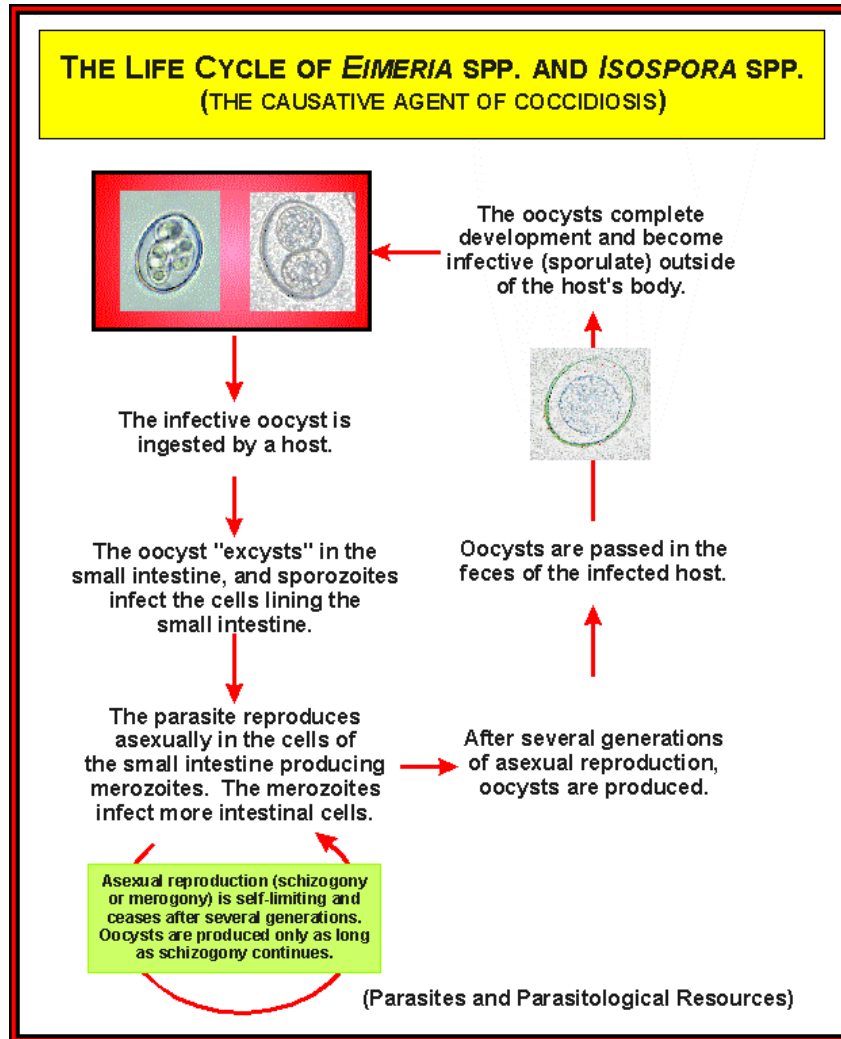 THE LIFE CYCLE OF EIMERIA SPP. AND ISOSPORA SPP.
(THE CAUSATIVE AGENT OF COCCIDIOSIS)
The oocysts complete
development and become
infective (sporulate) outside
of the host's body.
The infective oocyst is
ingested by a host.
The oocyst "excysts" in the
small intestine, and sporozoites
infect the cells lining the
small intestine.
Oocysts are passed in the
feces of the infected host.
The parasite reproduces
asexually in the cells of
the small intestine producing
merozoites.  The merozoites
infect more intestinal cells.
After several generations
of asexual reproduction,
oocysts are produced.
Asexual reproduction (schizogony
or merogony) is self-limiting and
ceases after several generations.
Oocysts are produced only as long
as schizogony continues.
(Parasites and Parasitological Resources)